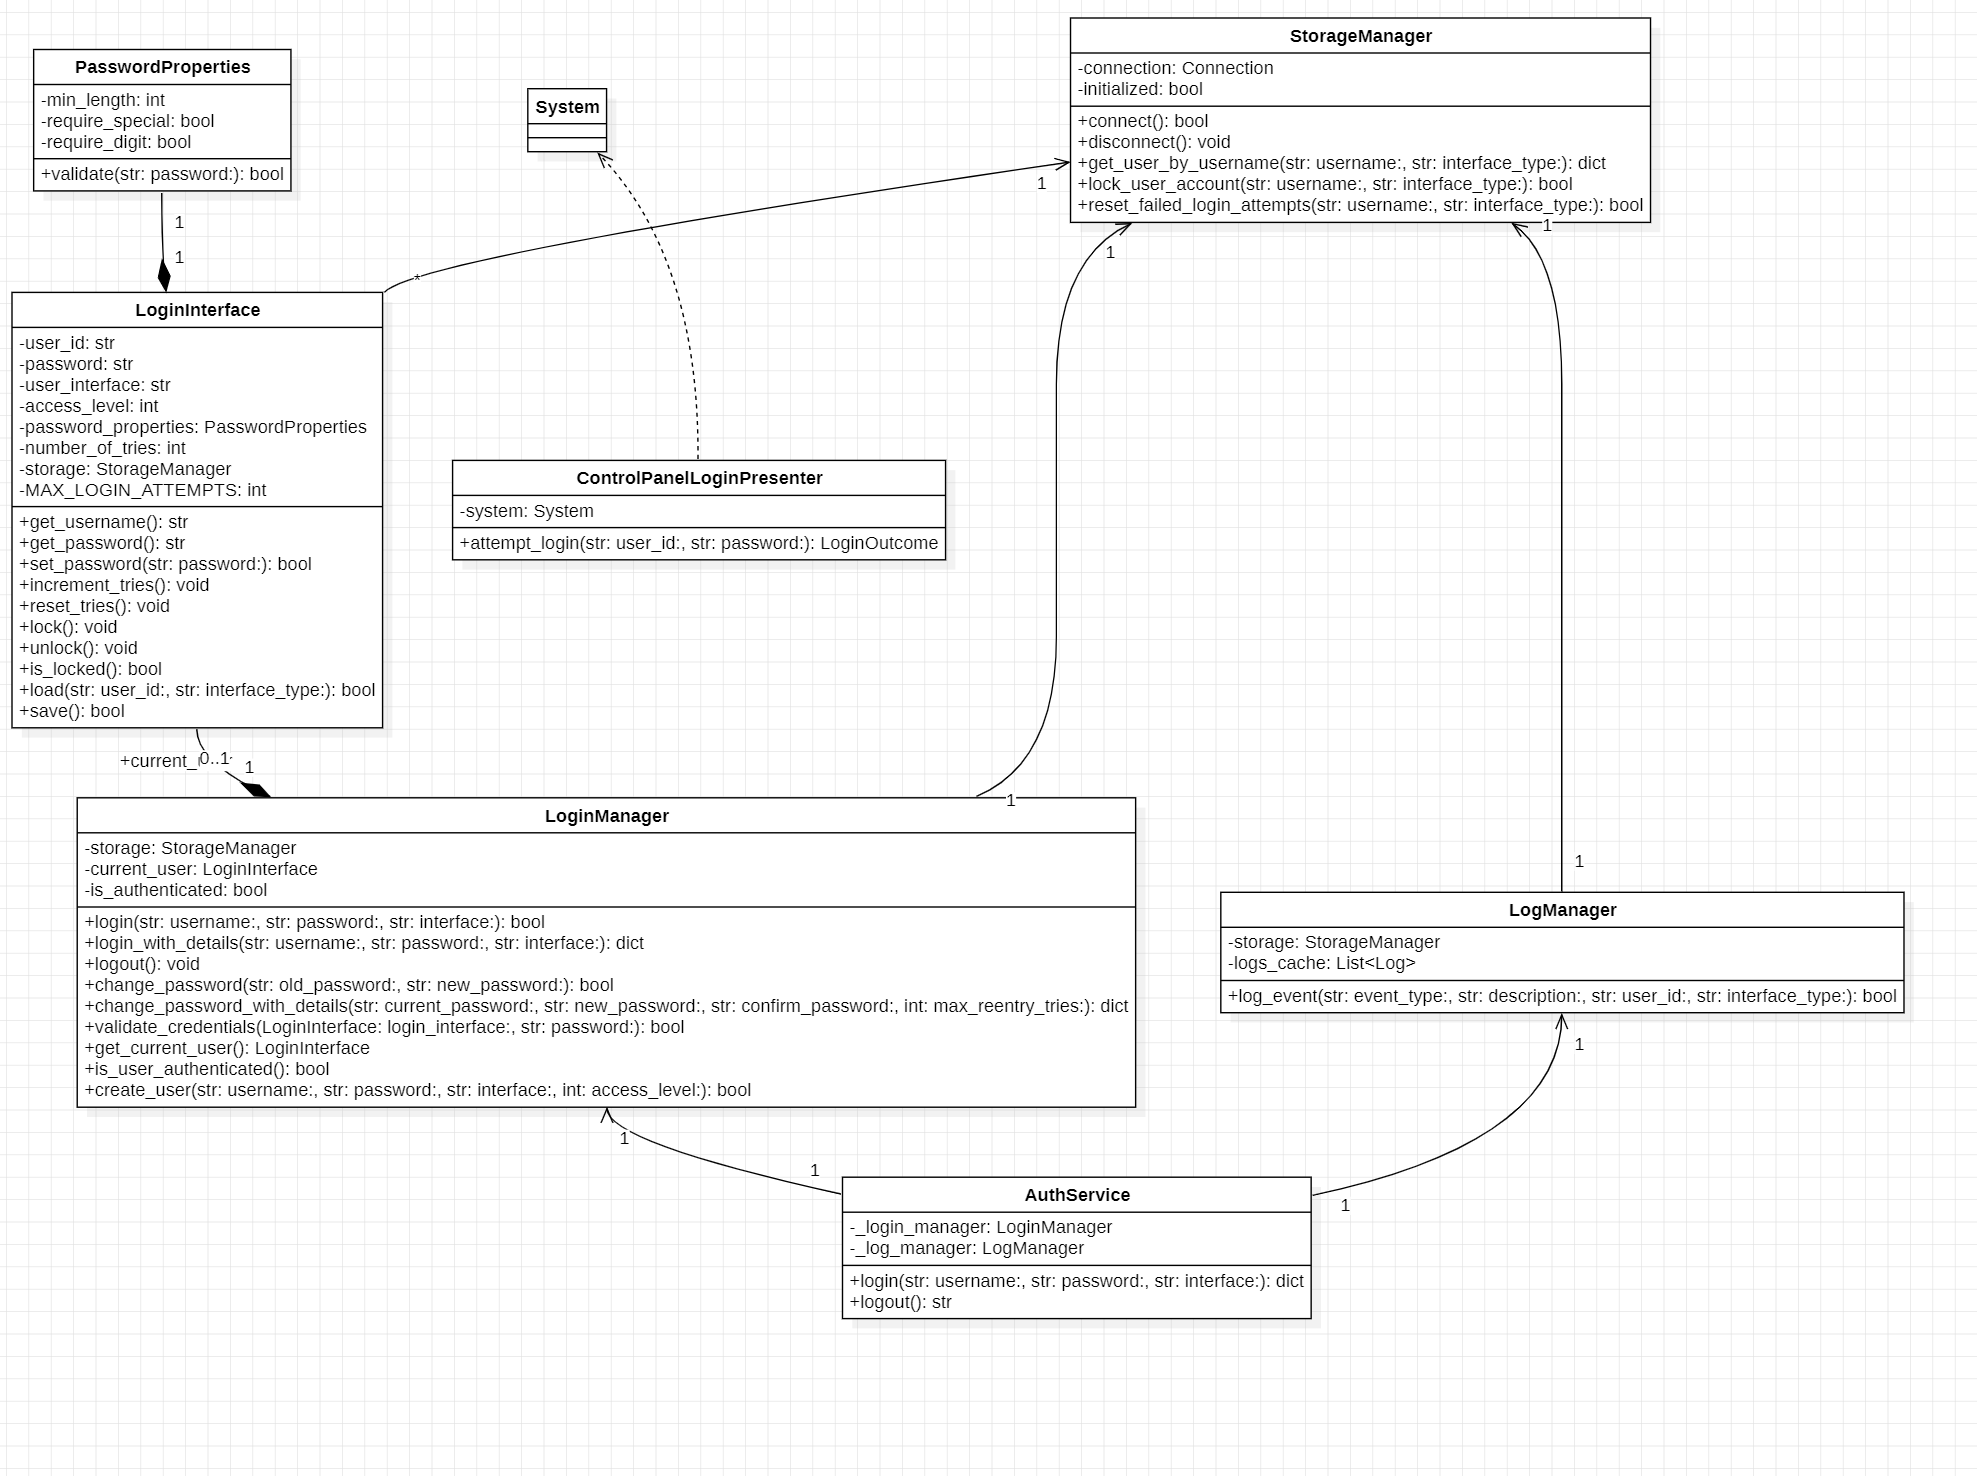 PasswordProperties
-min_length: int
-require_special: bool
-require_digit: bool
+validate(str: password:): bool
System
StorageManager
-connection: Connection
-initialized: bool
+connect(): bool
+disconnect(): void
+get_user_by_username(str: username:, str: interface_type:): dict
+lock_user_account(str: username:, str: interface_type:): bool
+reset_failed_login_attempts(str: username:, str: interface_type:): bool
1
1
1
1
1
*
LoginInterface
-user_id: str
-password: str
-user_interface: str
-access_level: int
-password_properties: PasswordProperties
-number_of_tries: int
-storage: StorageManager
-MAX_LOGIN_ATTEMPTS: int
+get_username(): str
+get_password(): str
+set_password(str: password:): bool
+increment_tries(): void
+reset_tries(): void
+lock(): void
+unlock(): void
+is_locked(): bool
+load(str: user_id:, str: interface_type:): bool
+save(): bool
ControlPanelLoginPresenter
-system: System
+attempt_login(str: user_id:, str: password:): LoginOutcome
0..1
1
1
LoginManager
-storage: StorageManager
-current_user: LoginInterface
-is_authenticated: bool
+login(str: username:, str: password:, str: interface:): bool
+login_with_details(str: username:, str: password:, str: interface:): dict
+logout(): void
+change_password(str: old_password:, str: new_password:): bool
+change_password_with_details(str: current_password:, str: new_password:, str: confirm_password:, int: max_reentry_tries:): dict
+validate_credentials(LoginInterface: login_interface:, str: password:): bool
+get_current_user(): LoginInterface
+is_user_authenticated(): bool
+create_user(str: username:, str: password:, str: interface:, int: access_level:): bool
1
LogManager
-storage: StorageManager
-logs_cache: List<Log>
+log_event(str: event_type:, str: description:, str: user_id:, str: interface_type:): bool
1
1
1
1
AuthService
-_login_manager: LoginManager
-_log_manager: LogManager
+login(str: username:, str: password:, str: interface:): dict
+logout(): str